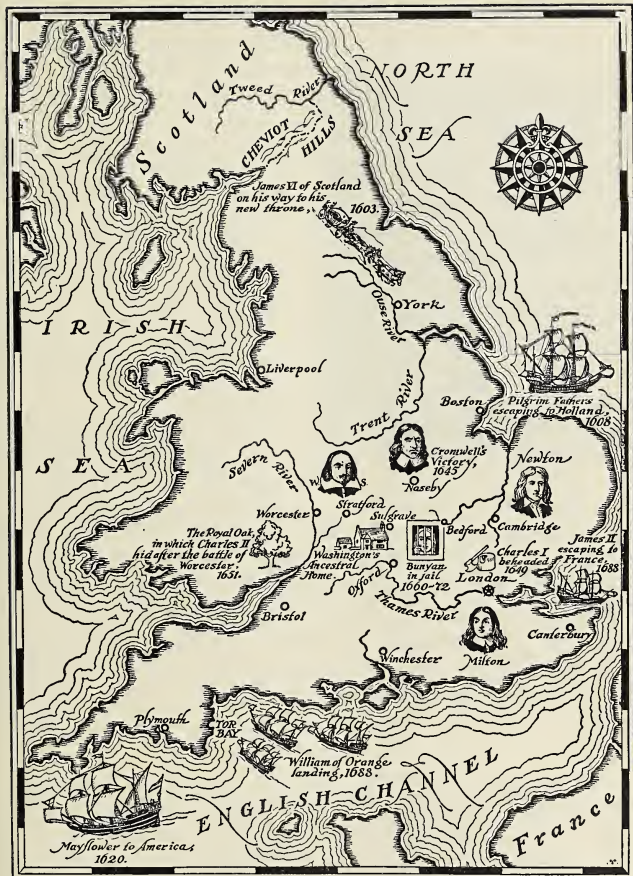 NORTH
SEA
Scotland
Tweed River
CHEVIOT
HILLS
James VI of Scotland
on his way to his
new throne,
1603.
York
Ouse River
IRISH
SEA
Liverpool
Trent River
Boston
Pilgrim Fathers
escaping to Holland,
1608
Cromwell's
Victory,
1645
Naseby
Newton
Cambridge
Severn River
W. S.
Stratford
Worcester
Sulgrave
Bedford
The Royal Oak,
in which Charles II
hid after the battle of
Worcester.
1651.
Washington's
Ancestral
Home.
Bunyan
in jail
1660-72
Charles I
beheaded
1649
James II
escaping to
France,
1688
Oxford
London
Thames River
Bristol
Canterbury
Winchester
Milton
Plymouth
TOR
BAY
William of Orange
landing, 1688.
ENGLISH CHANNEL
Mayflower to America,
1620.
France